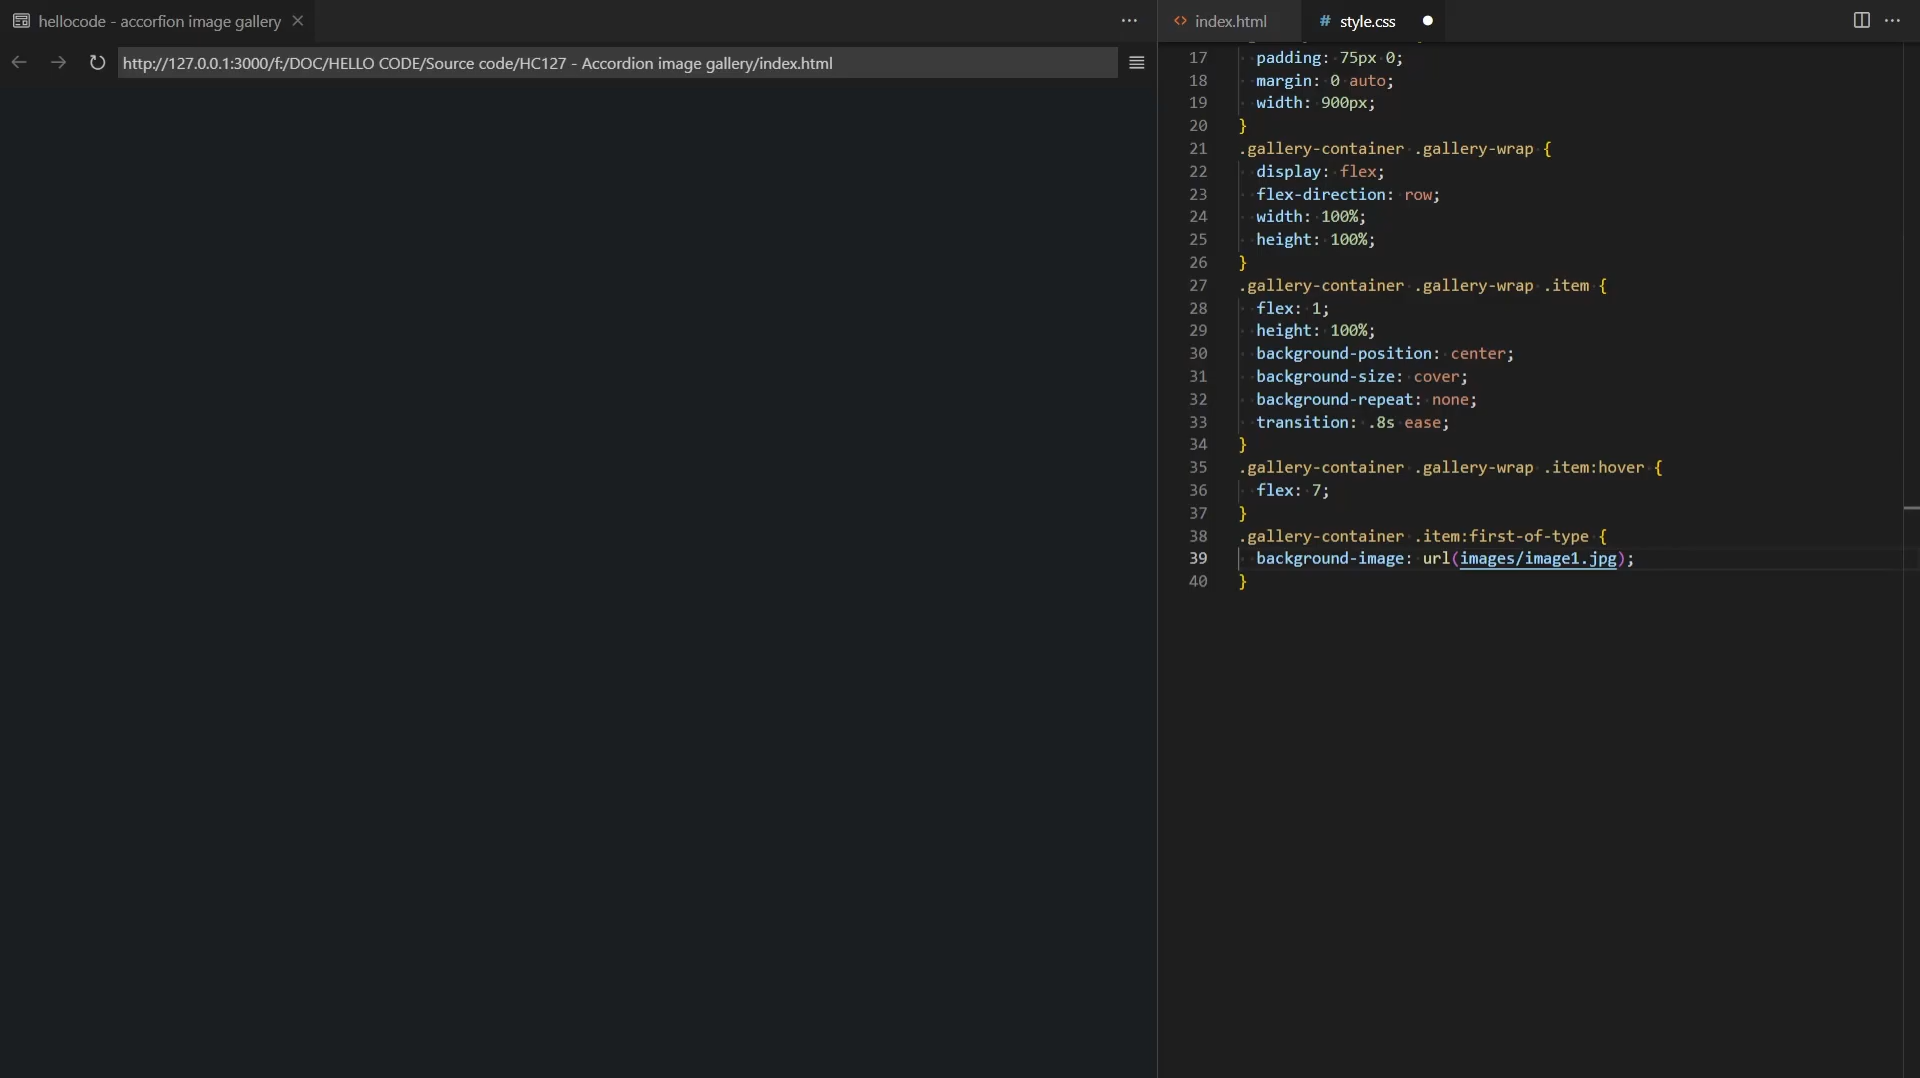 hellocode - accorfion image gallery
http://127.0.0.1:3000/f:/DOC/HELLO CODE/Source code/HC127 - Accordion image gallery/index.html
index.html
# style.css
17 padding: 75px 0;
18 margin: 0 auto;
19 width: 900px;
20 }
21 .gallery-container .gallery-wrap {
22 display: flex;
23 flex-direction: row;
24 width: 100%;
25 height: 100%;
26 }
27 .gallery-container .gallery-wrap .item {
28 flex: 1;
29 height: 100%;
30 background-position: center;
31 background-size: cover;
32 background-repeat: none;
33 transition: .8s ease;
34 }
35 .gallery-container .gallery-wrap .item:hover {
36 flex: 7;
37 }
38 .gallery-container .item:first-of-type {
39 background-image: url(images/image1.jpg);
40 }